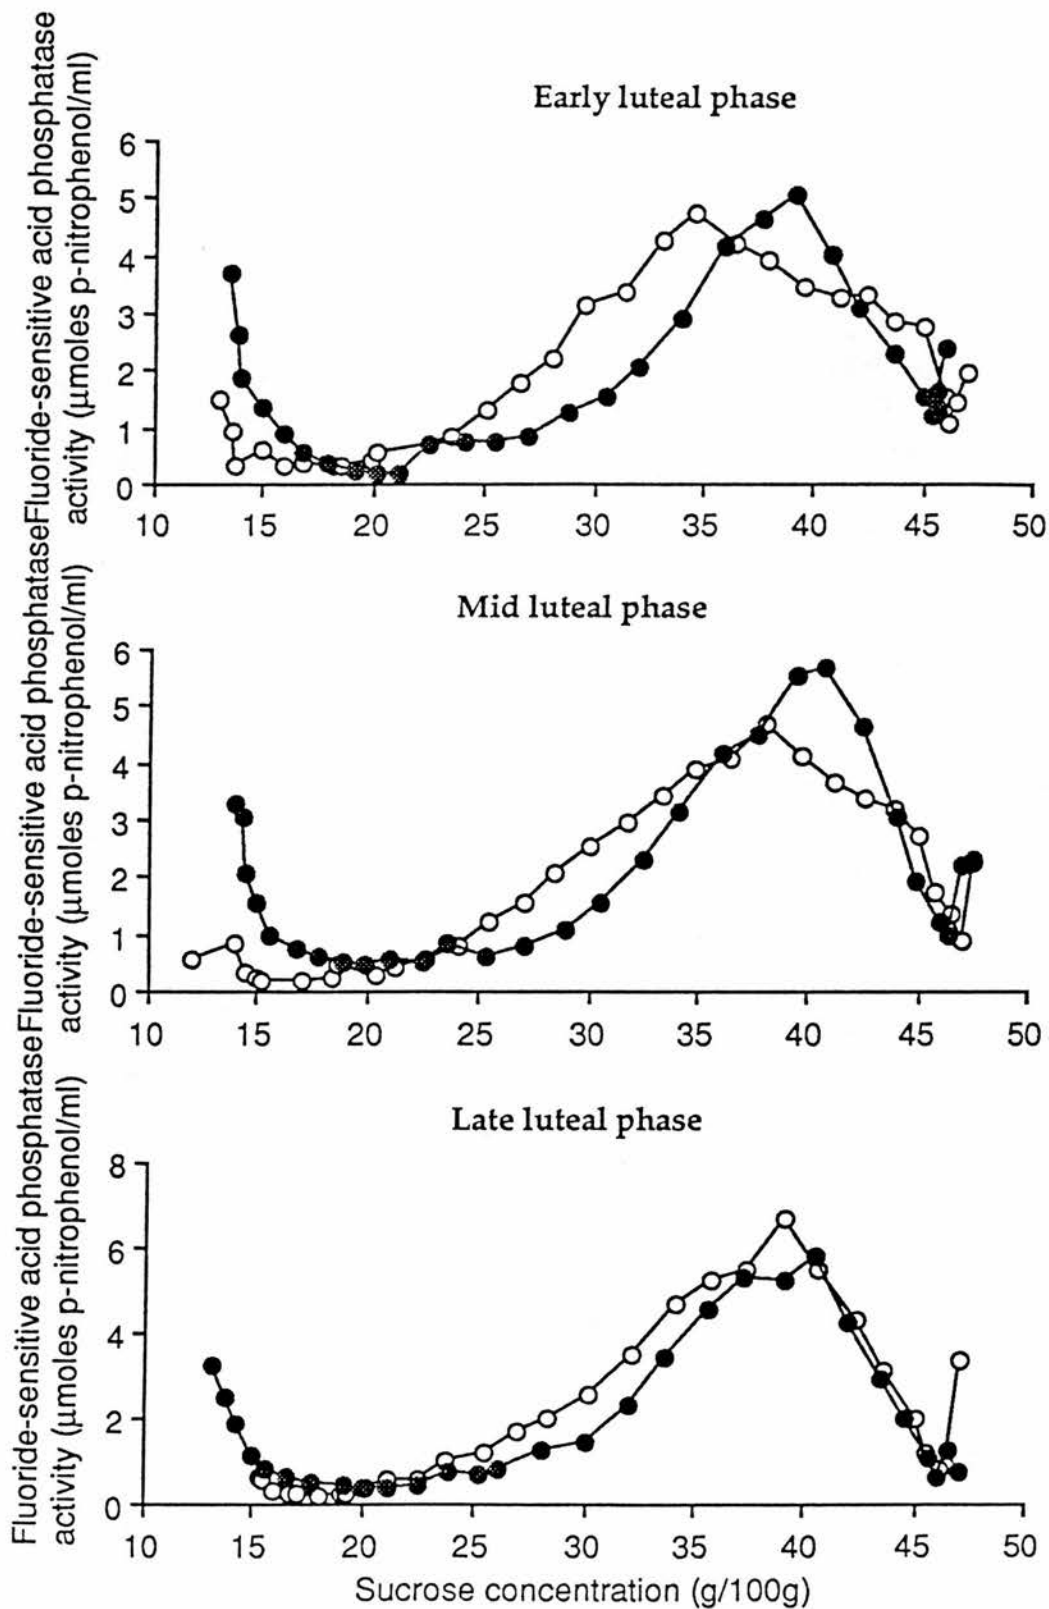 Early luteal phase
Fluoride-sensitive acid phosphatase
activity (μmoles p-nitrophenol/ml)
6
5
4
3
2
1
0
10 15 20 25 30 35 40 45 50
Mid luteal phase
Fluoride-sensitive acid phosphatase
activity (μmoles p-nitrophenol/ml)
6
5
4
3
2
1
0
10 15 20 25 30 35 40 45 50
Late luteal phase
Fluoride-sensitive acid phosphatase
activity (μmoles p-nitrophenol/ml)
8
6
4
2
0
10 15 20 25 30 35 40 45 50
Sucrose concentration (g/100g)